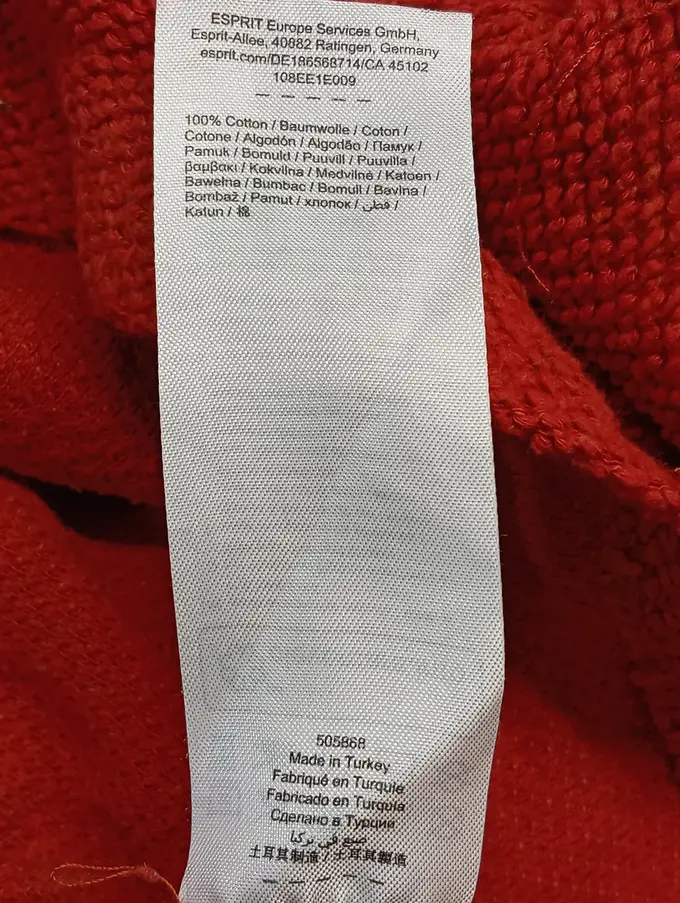 ESPRIT Europe Services GmbH,
Esprit-Allee, 40882 Ratingen, Germany
esprit.com/DE186568714/CA 45102
108EE1E009
100% Cotton / Baumwolle / Coton /
Cotone / Algodón / Algodão / Памук /
Pamuk / Bomuld / Puuvill / Puuvilla /
βαμβακι / Kokvilna / Medvilnė / Katoen /
Bawełna / Bumbac / Bomull / Bavlna /
Bombaž / Pamut / хлопок / قطن /
Katun / 棉
505868
Made in Turkey
Fabriqué en Turquie
Fabricado en Turquía
Сделано в Турции
صنع في تركيا
土耳其制造 / 土耳其製造